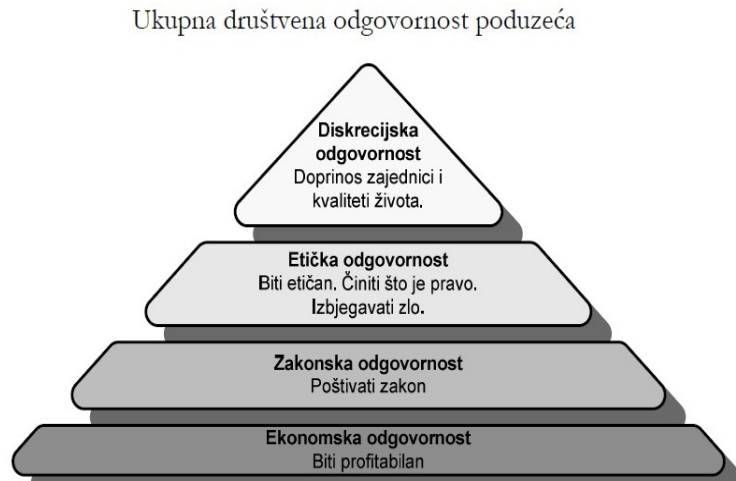 Ukupna društvena odgovornost poduzeća
Diskrecijska
odgovornost
Doprinos zajednici i
kvaliteti života.
Etička odgovornost
Biti etičan. Činiti što je pravo.
Izbjegavati zlo.
Zakonska odgovornost
Poštivati zakon
Ekonomska odgovornost
Biti profitabilan